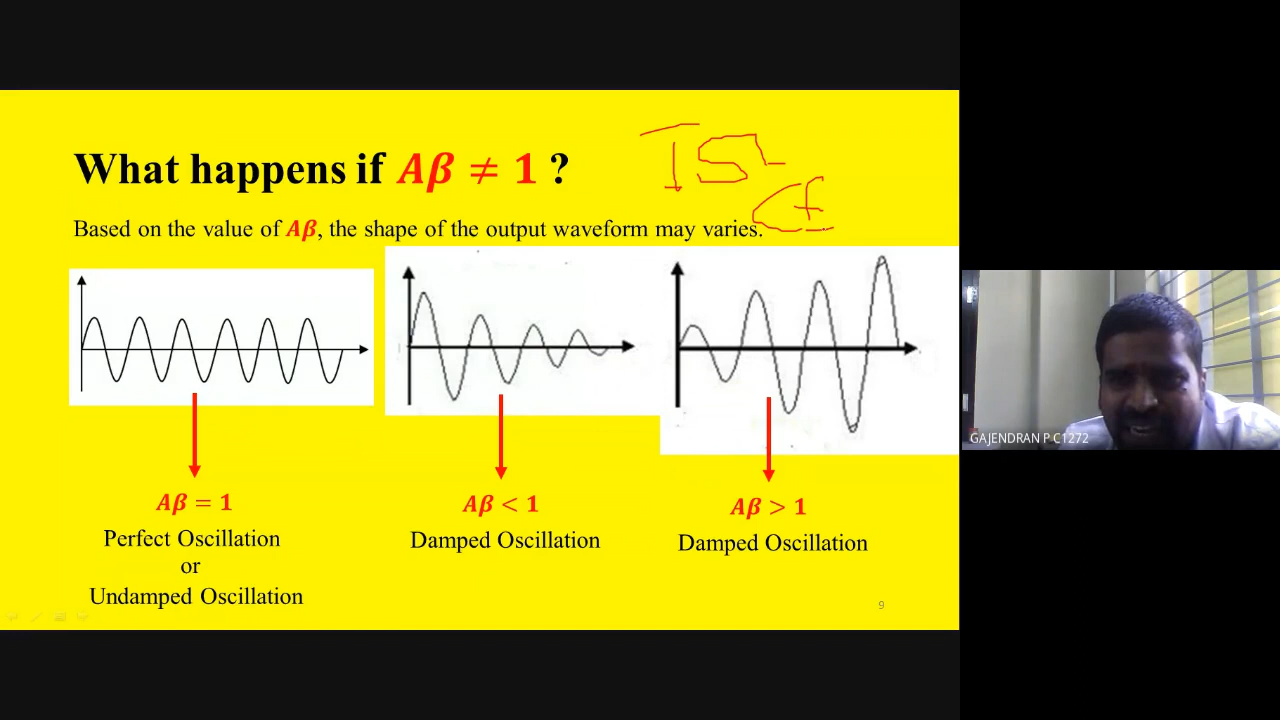 What happens if Aβ ≠ 1 ?
Based on the value of Aβ, the shape of the output waveform may varies.
Aβ = 1
Perfect Oscillation
or
Undamped Oscillation
Aβ < 1
Damped Oscillation
Aβ > 1
Damped Oscillation
9
GAJENDRAN P C1272